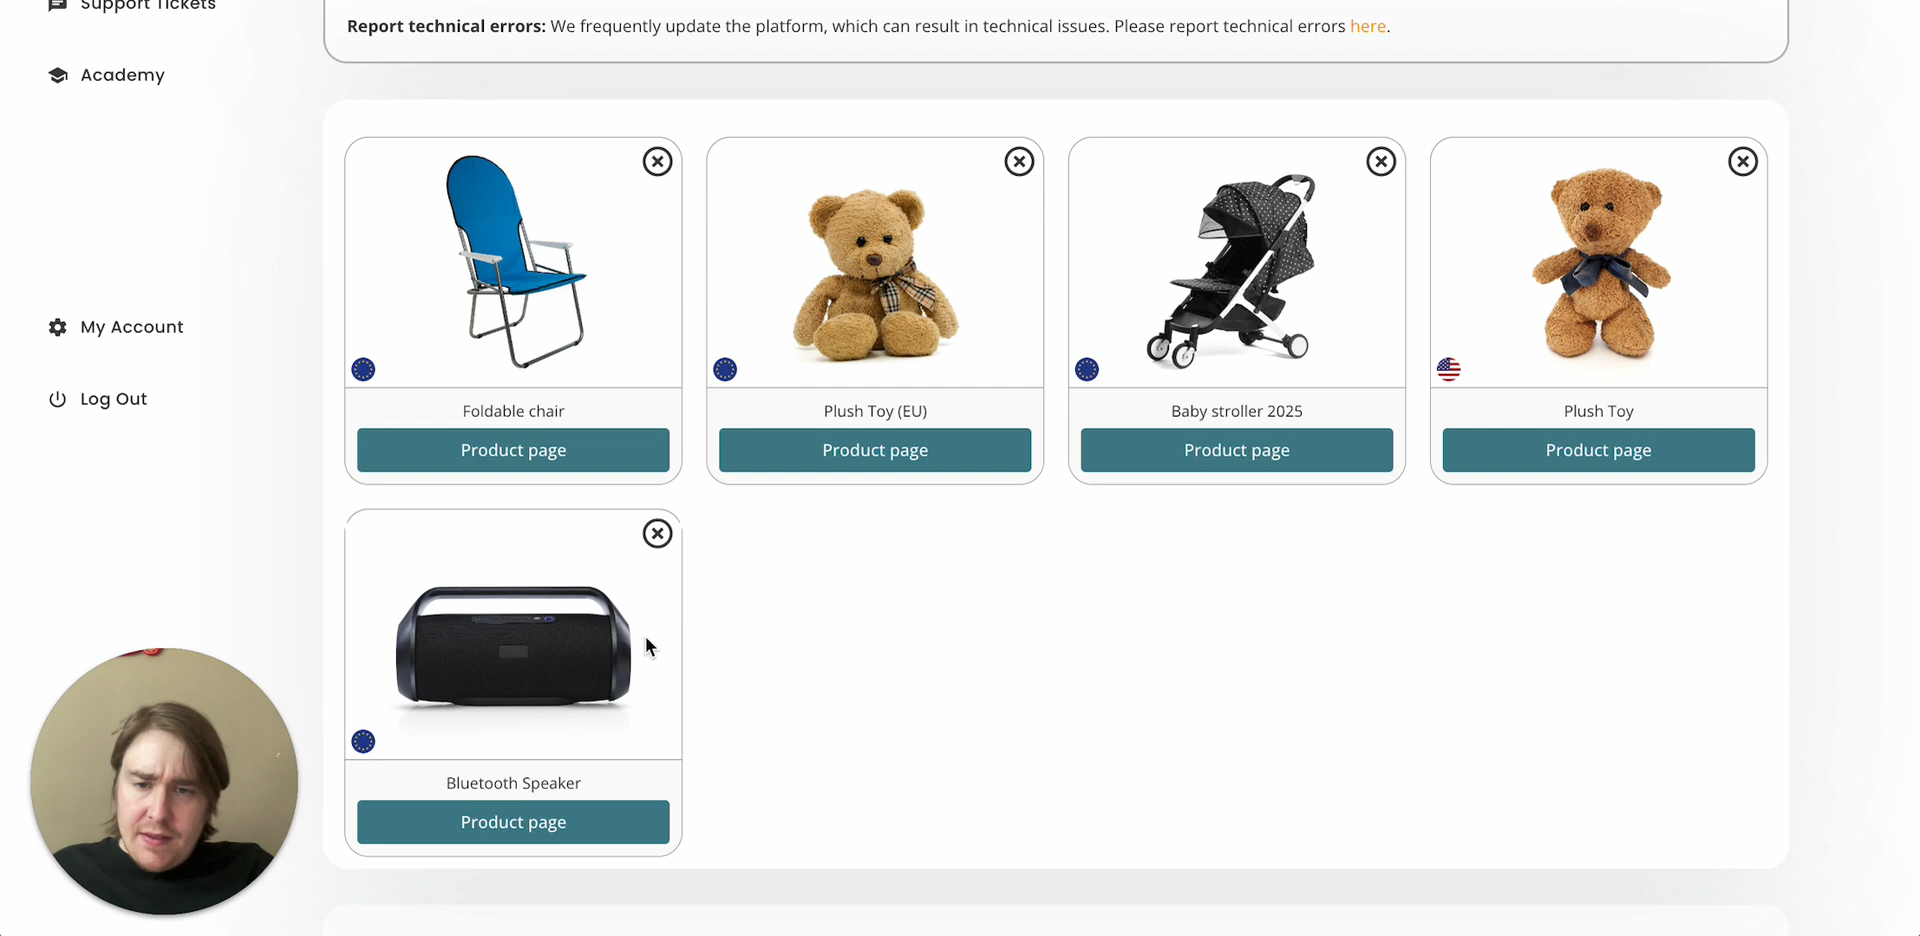 Support Tickets
Report technical errors: We frequently update the platform, which can result in technical issues. Please report technical errors here.
Academy
My Account
Log Out
Foldable chair
Product page
Plush Toy (EU)
Product page
Baby stroller 2025
Product page
Plush Toy
Product page
Bluetooth Speaker
Product page